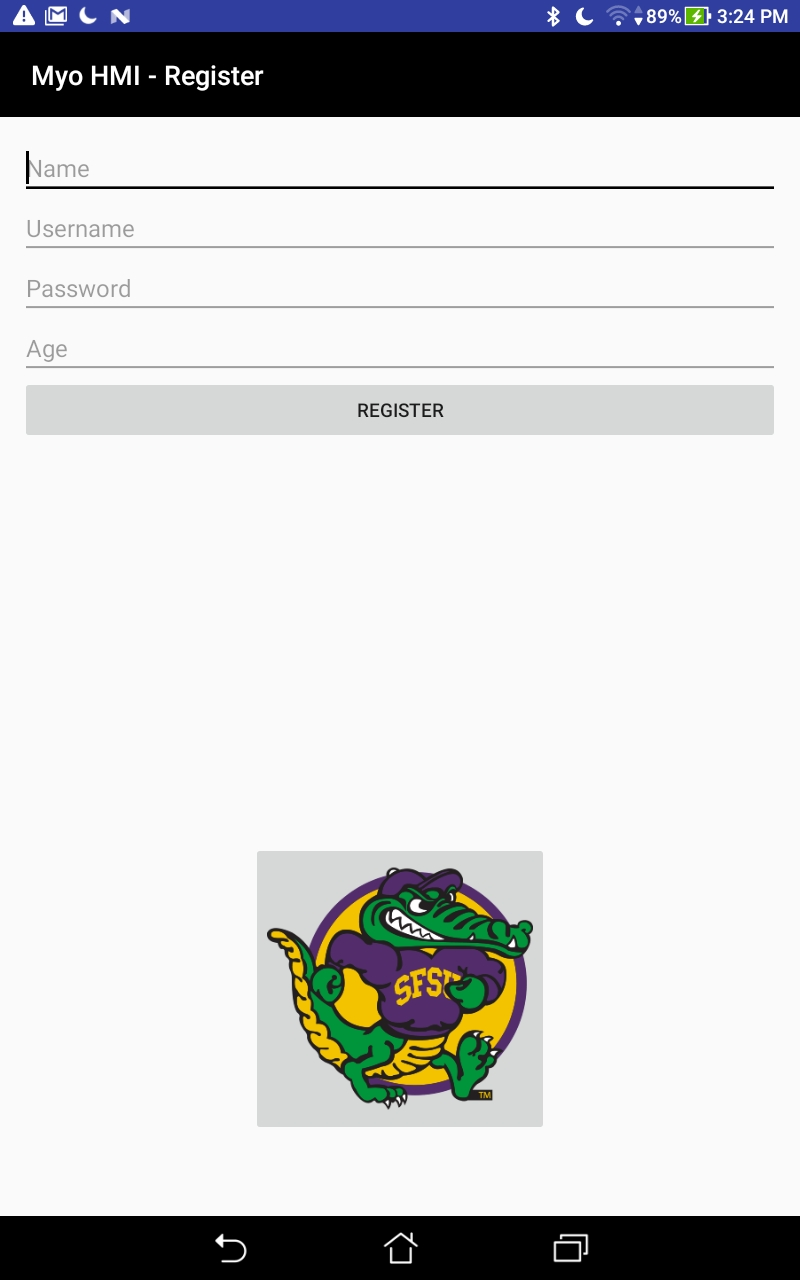 89% 3:24 PM
Myo HMI - Register
Name
Username
Password
Age
REGISTER
SFSU
TM